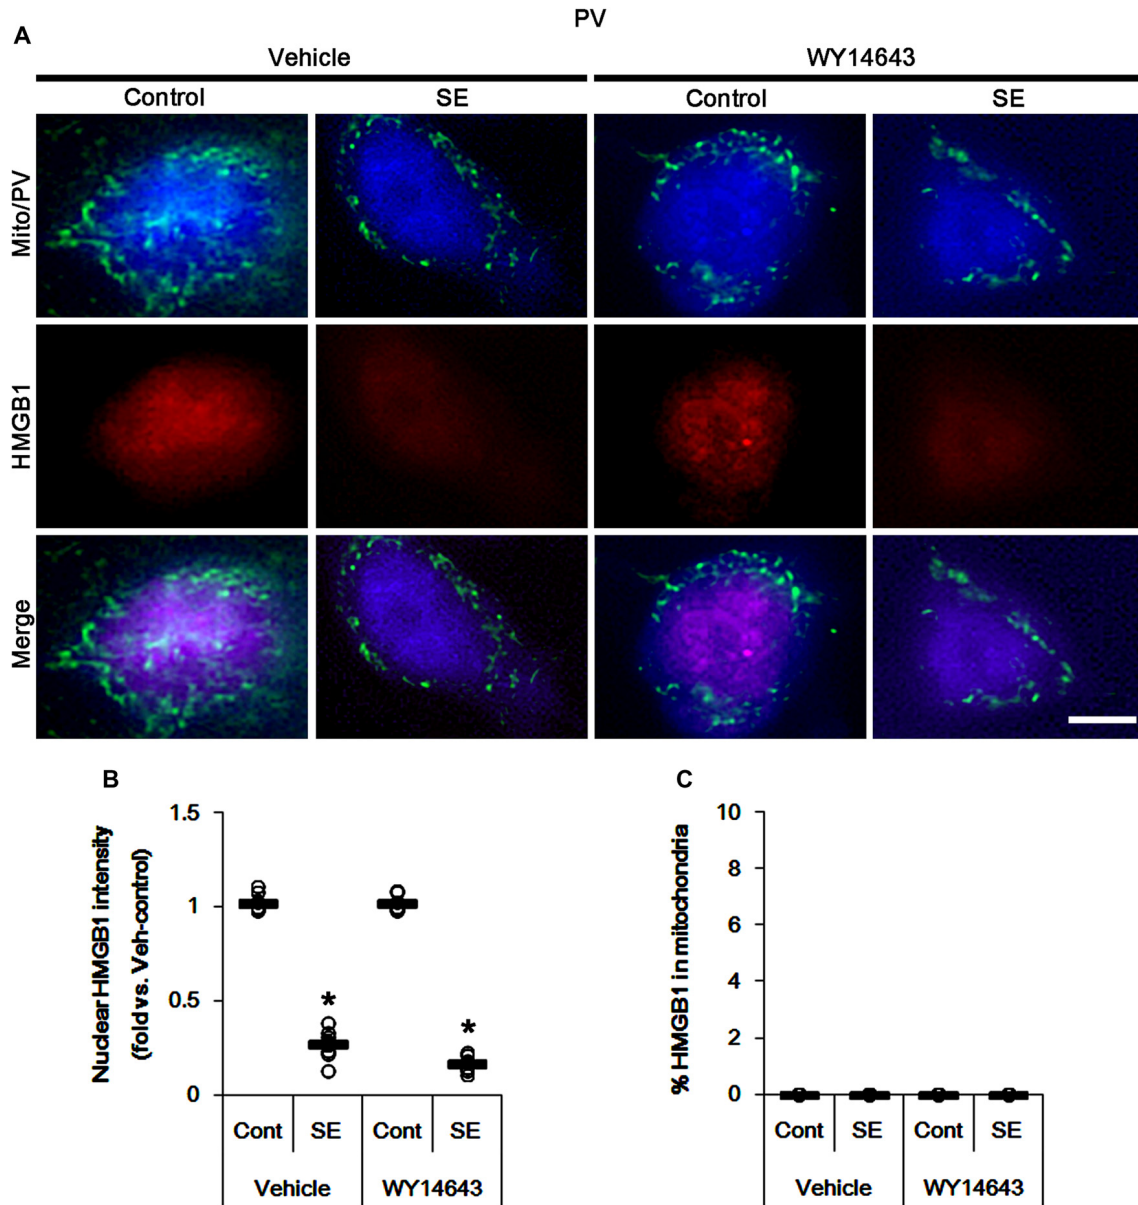 PV
A
Vehicle WY14643
Control SE Control SE
Mito/PV
HMGB1
Merge
B
Nuclear HMGB1 intensity
(fold vs. Veh-control)
1.5
1
0.5
0
*
*
Cont SE Cont SE
Vehicle WY14643
C
% HMGB1 in mitochondria
10
8
6
4
2
0
Cont SE Cont SE
Vehicle WY14643